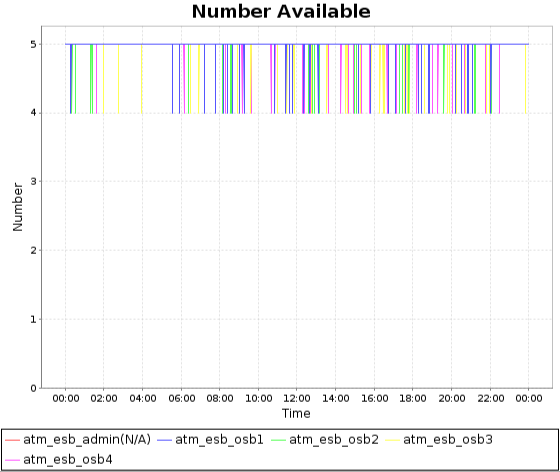 Number Available
5
4
3
2
1
0
Number
00:00 02:00 04:00 06:00 08:00 10:00 12:00 14:00 16:00 18:00 20:00 22:00 00:00
Time
atm_esb_admin(N/A) atm_esb_osb1 atm_esb_osb2 atm_esb_osb3
atm_esb_osb4